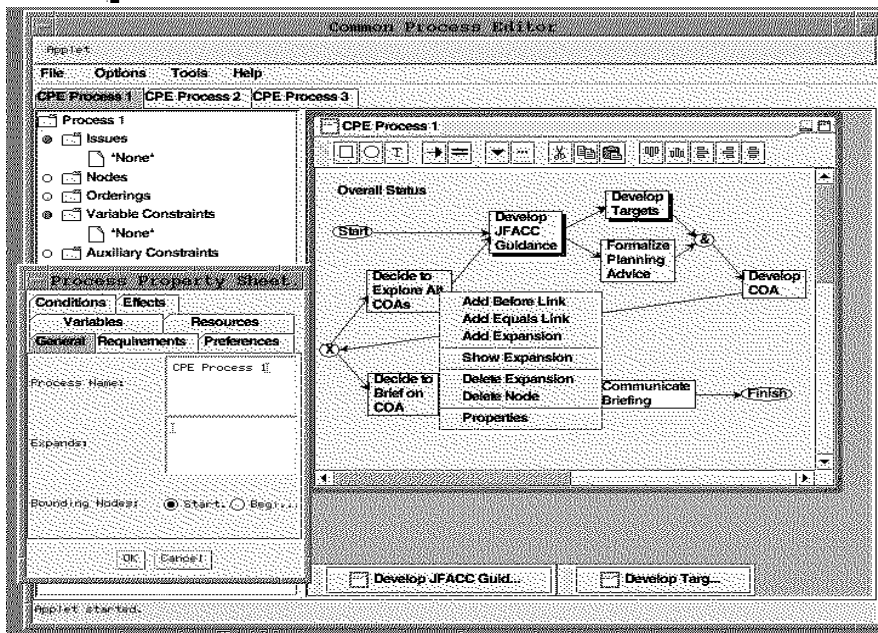 Common Process Editor
Applet
File Options Tools Help
CPE Process 1 CPE Process 2 CPE Process 3
Process 1
Issues
*None*
Nodes
Orderings
Variable Constraints
*None*
Auxiliary Constraints
CPE Process 1
T
Overall Status
Start
Develop
JFACC
Guidance
Develop
Targets
Formalize
Planning
Advice
&
Develop
COA
Decide to
Explore Alt
COAs
X
Decide to
Brief on
COA
Add Before Link
Add Equals Link
Add Expansion
Show Expansion
Delete Expansion
Delete Node
Properties
Communicate
Briefing
Finish
Process Property Sheet
Conditions Effects
Variables Resources
General Requirements Preferences
Process Name: CPE Process 1
Expands:
Bounding Nodes: Start. Begi...
OK Cancel
Develop JFACC Guid... Develop Targ...
Applet started.